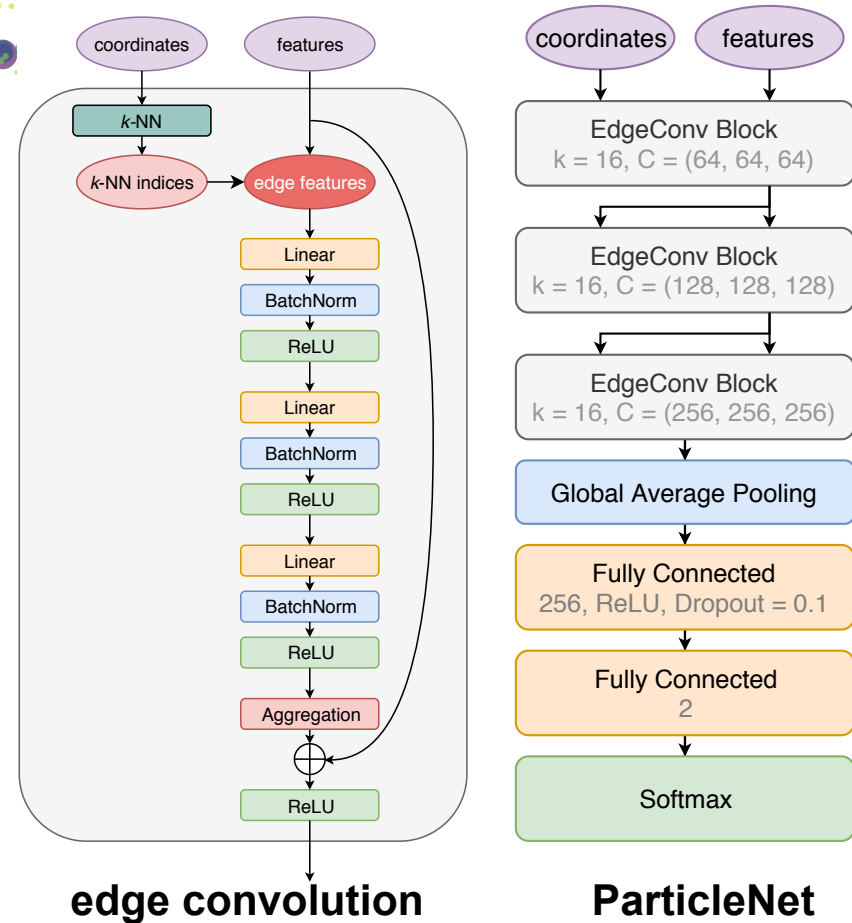 coordinates
features
k-NN
k-NN indices
edge features
Linear
BatchNorm
ReLU
Linear
BatchNorm
ReLU
Linear
BatchNorm
ReLU
Aggregation
ReLU
edge convolution
coordinates
features
EdgeConv Block
k = 16, C = (64, 64, 64)
EdgeConv Block
k = 16, C = (128, 128, 128)
EdgeConv Block
k = 16, C = (256, 256, 256)
Global Average Pooling
Fully Connected
256, ReLU, Dropout = 0.1
Fully Connected
2
Softmax
ParticleNet